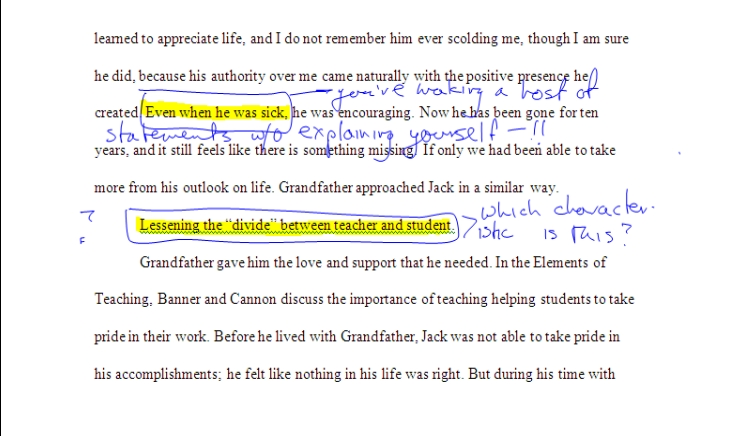 learned to appreciate life, and I do not remember him ever scolding me, though I am sure
he did, because his authority over me came naturally with the positive presence he
you've making a host of
created. Even when he was sick, he was encouraging. Now he has been gone for ten
statements w/o explaining yourself - !!
years, and it still feels like there is something missing. If only we had been able to take
more from his outlook on life. Grandfather approached Jack in a similar way.
which character-
Lessening the "divide" between teacher and student.
istic is this?
Grandfather gave him the love and support that he needed. In the Elements of
Teaching, Banner and Cannon discuss the importance of teaching helping students to take
pride in their work. Before he lived with Grandfather, Jack was not able to take pride in
his accomplishments; he felt like nothing in his life was right. But during his time with